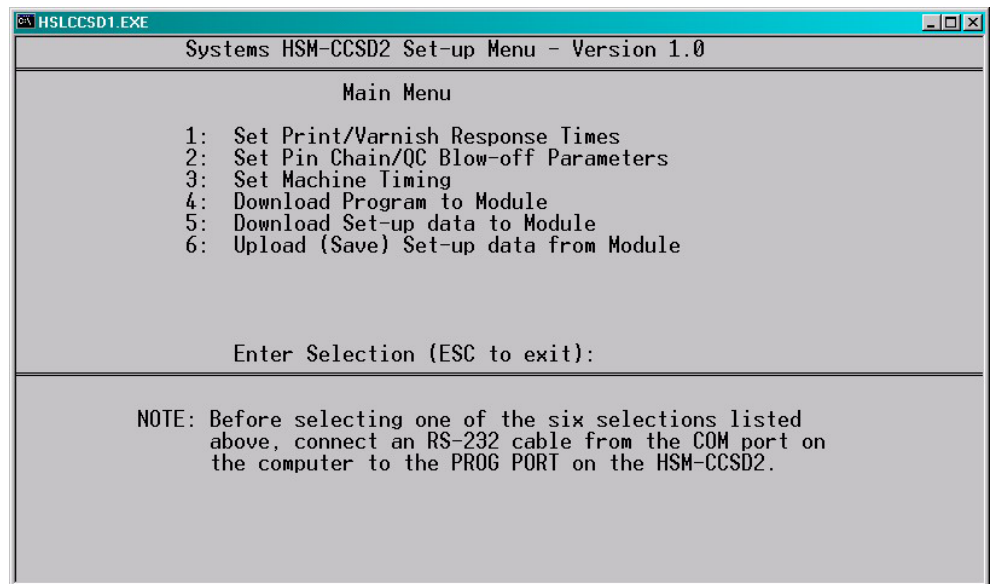 HSLCCSD1.EXE
Systems HSM-CCSD2 Set-up Menu - Version 1.0
Main Menu
1: Set Print/Varnish Response Times
2: Set Pin Chain/QC Blow-off Parameters
3: Set Machine Timing
4: Download Program to Module
5: Download Set-up data to Module
6: Upload (Save) Set-up data from Module
Enter Selection (ESC to exit):
NOTE: Before selecting one of the six selections listed
above, connect an RS-232 cable from the COM port on
the computer to the PROG PORT on the HSM-CCSD2.